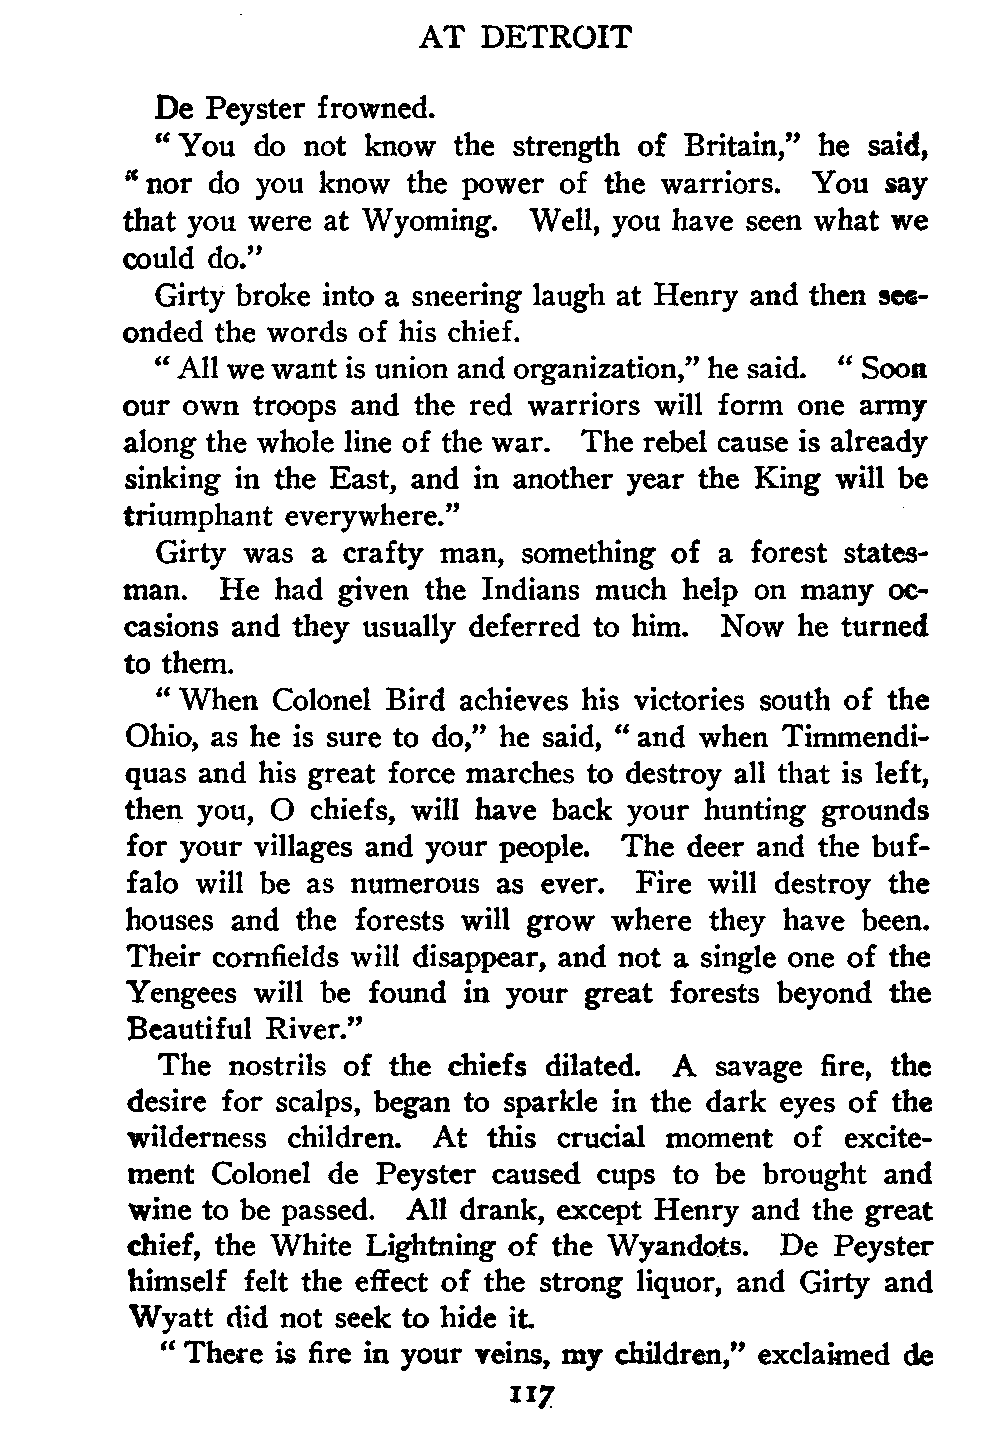 AT DETROIT
De Peyster frowned.
“ You do not know the strength of Britain,” he said,
“ nor do you know the power of the warriors. You say
that you were at Wyoming. Well, you have seen what we
could do.”
Girty broke into a sneering laugh at Henry and then sec-
onded the words of his chief.
“ All we want is union and organization,” he said. “ Soon
our own troops and the red warriors will form one army
along the whole line of the war. The rebel cause is already
sinking in the East, and in another year the King will be
triumphant everywhere.”
Girty was a crafty man, something of a forest states-
man. He had given the Indians much help on many oc-
casions and they usually deferred to him. Now he turned
to them.
“ When Colonel Bird achieves his victories south of the
Ohio, as he is sure to do,” he said, “ and when Timmendi-
quas and his great force marches to destroy all that is left,
then you, O chiefs, will have back your hunting grounds
for your villages and your people. The deer and the buf-
falo will be as numerous as ever. Fire will destroy the
houses and the forests will grow where they have been.
Their cornfields will disappear, and not a single one of the
Yengees will be found in your great forests beyond the
Beautiful River.”
The nostrils of the chiefs dilated. A savage fire, the
desire for scalps, began to sparkle in the dark eyes of the
wilderness children. At this crucial moment of excite-
ment Colonel de Peyster caused cups to be brought and
wine to be passed. All drank, except Henry and the great
chief, the White Lightning of the Wyandots. De Peyster
himself felt the effect of the strong liquor, and Girty and
Wyatt did not seek to hide it.
“ There is fire in your veins, my children,” exclaimed de
117